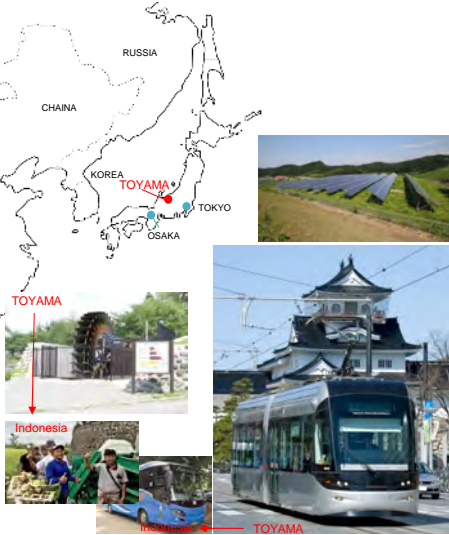 RUSSIA
CHAINA
KOREA
TOYAMA
TOKYO
OSAKA
TOYAMA
Indonesia
Indonesia
TOYAMA